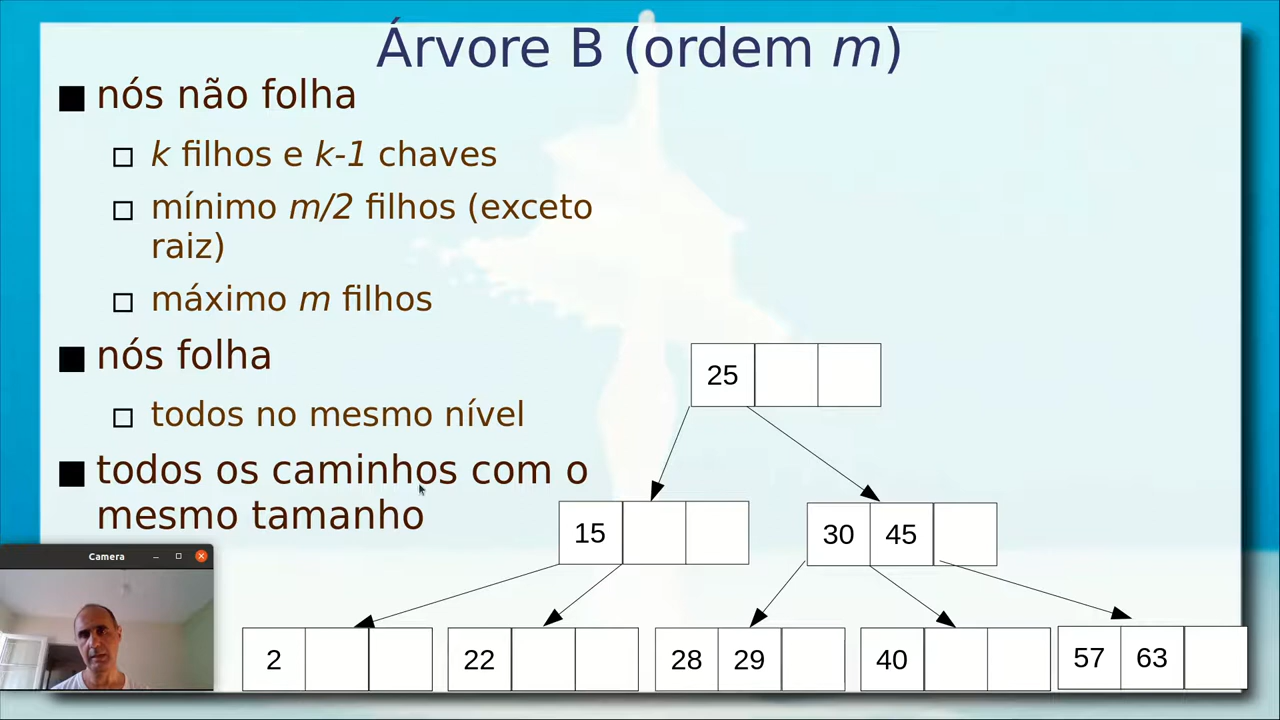 Árvore B (ordem m)
nós não folha
k filhos e k-1 chaves
mínimo m/2 filhos (exceto
raiz)
máximo m filhos
nós folha
todos no mesmo nível
todos os caminhos com o
mesmo tamanho
25
15
30 45
2
22
28 29
40
57 63
Camera